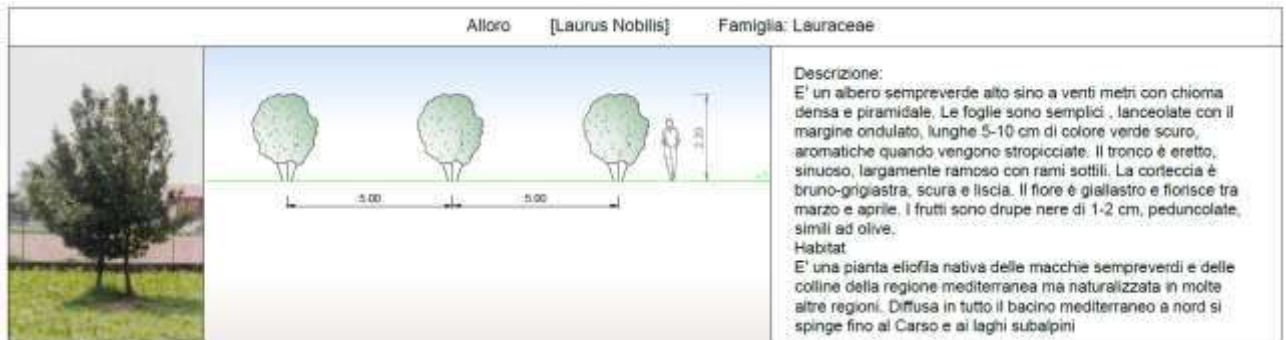 Alloro [Laurus Nobilis] Famiglia: Lauraceae
Descrizione:
E' un albero sempreverde alto sino a venti metri con chioma
densa e piramidale. Le foglie sono semplici , lanceolate con il
margine ondulato, lunghe 5-10 cm di colore verde scuro,
aromatiche quando vengono stropicciate. Il tronco è eretto,
sinuoso, largamente ramoso con rami sottili. La corteccia è
bruno-grigiastra, scura e liscia. Il fiore è giallastro e fiorisce tra
marzo e aprile. I frutti sono drupe nere di 1-2 cm, peduncolate,
simili ad olive.
Habitat
E' una pianta eliofila nativa delle macchie sempreverdi e delle
colline della regione mediterranea ma naturalizzata in molte
altre regioni. Diffusa in tutto il bacino mediterraneo a nord si
spinge fino al Carso e ai laghi subalpini
2.20
5.00 5.00